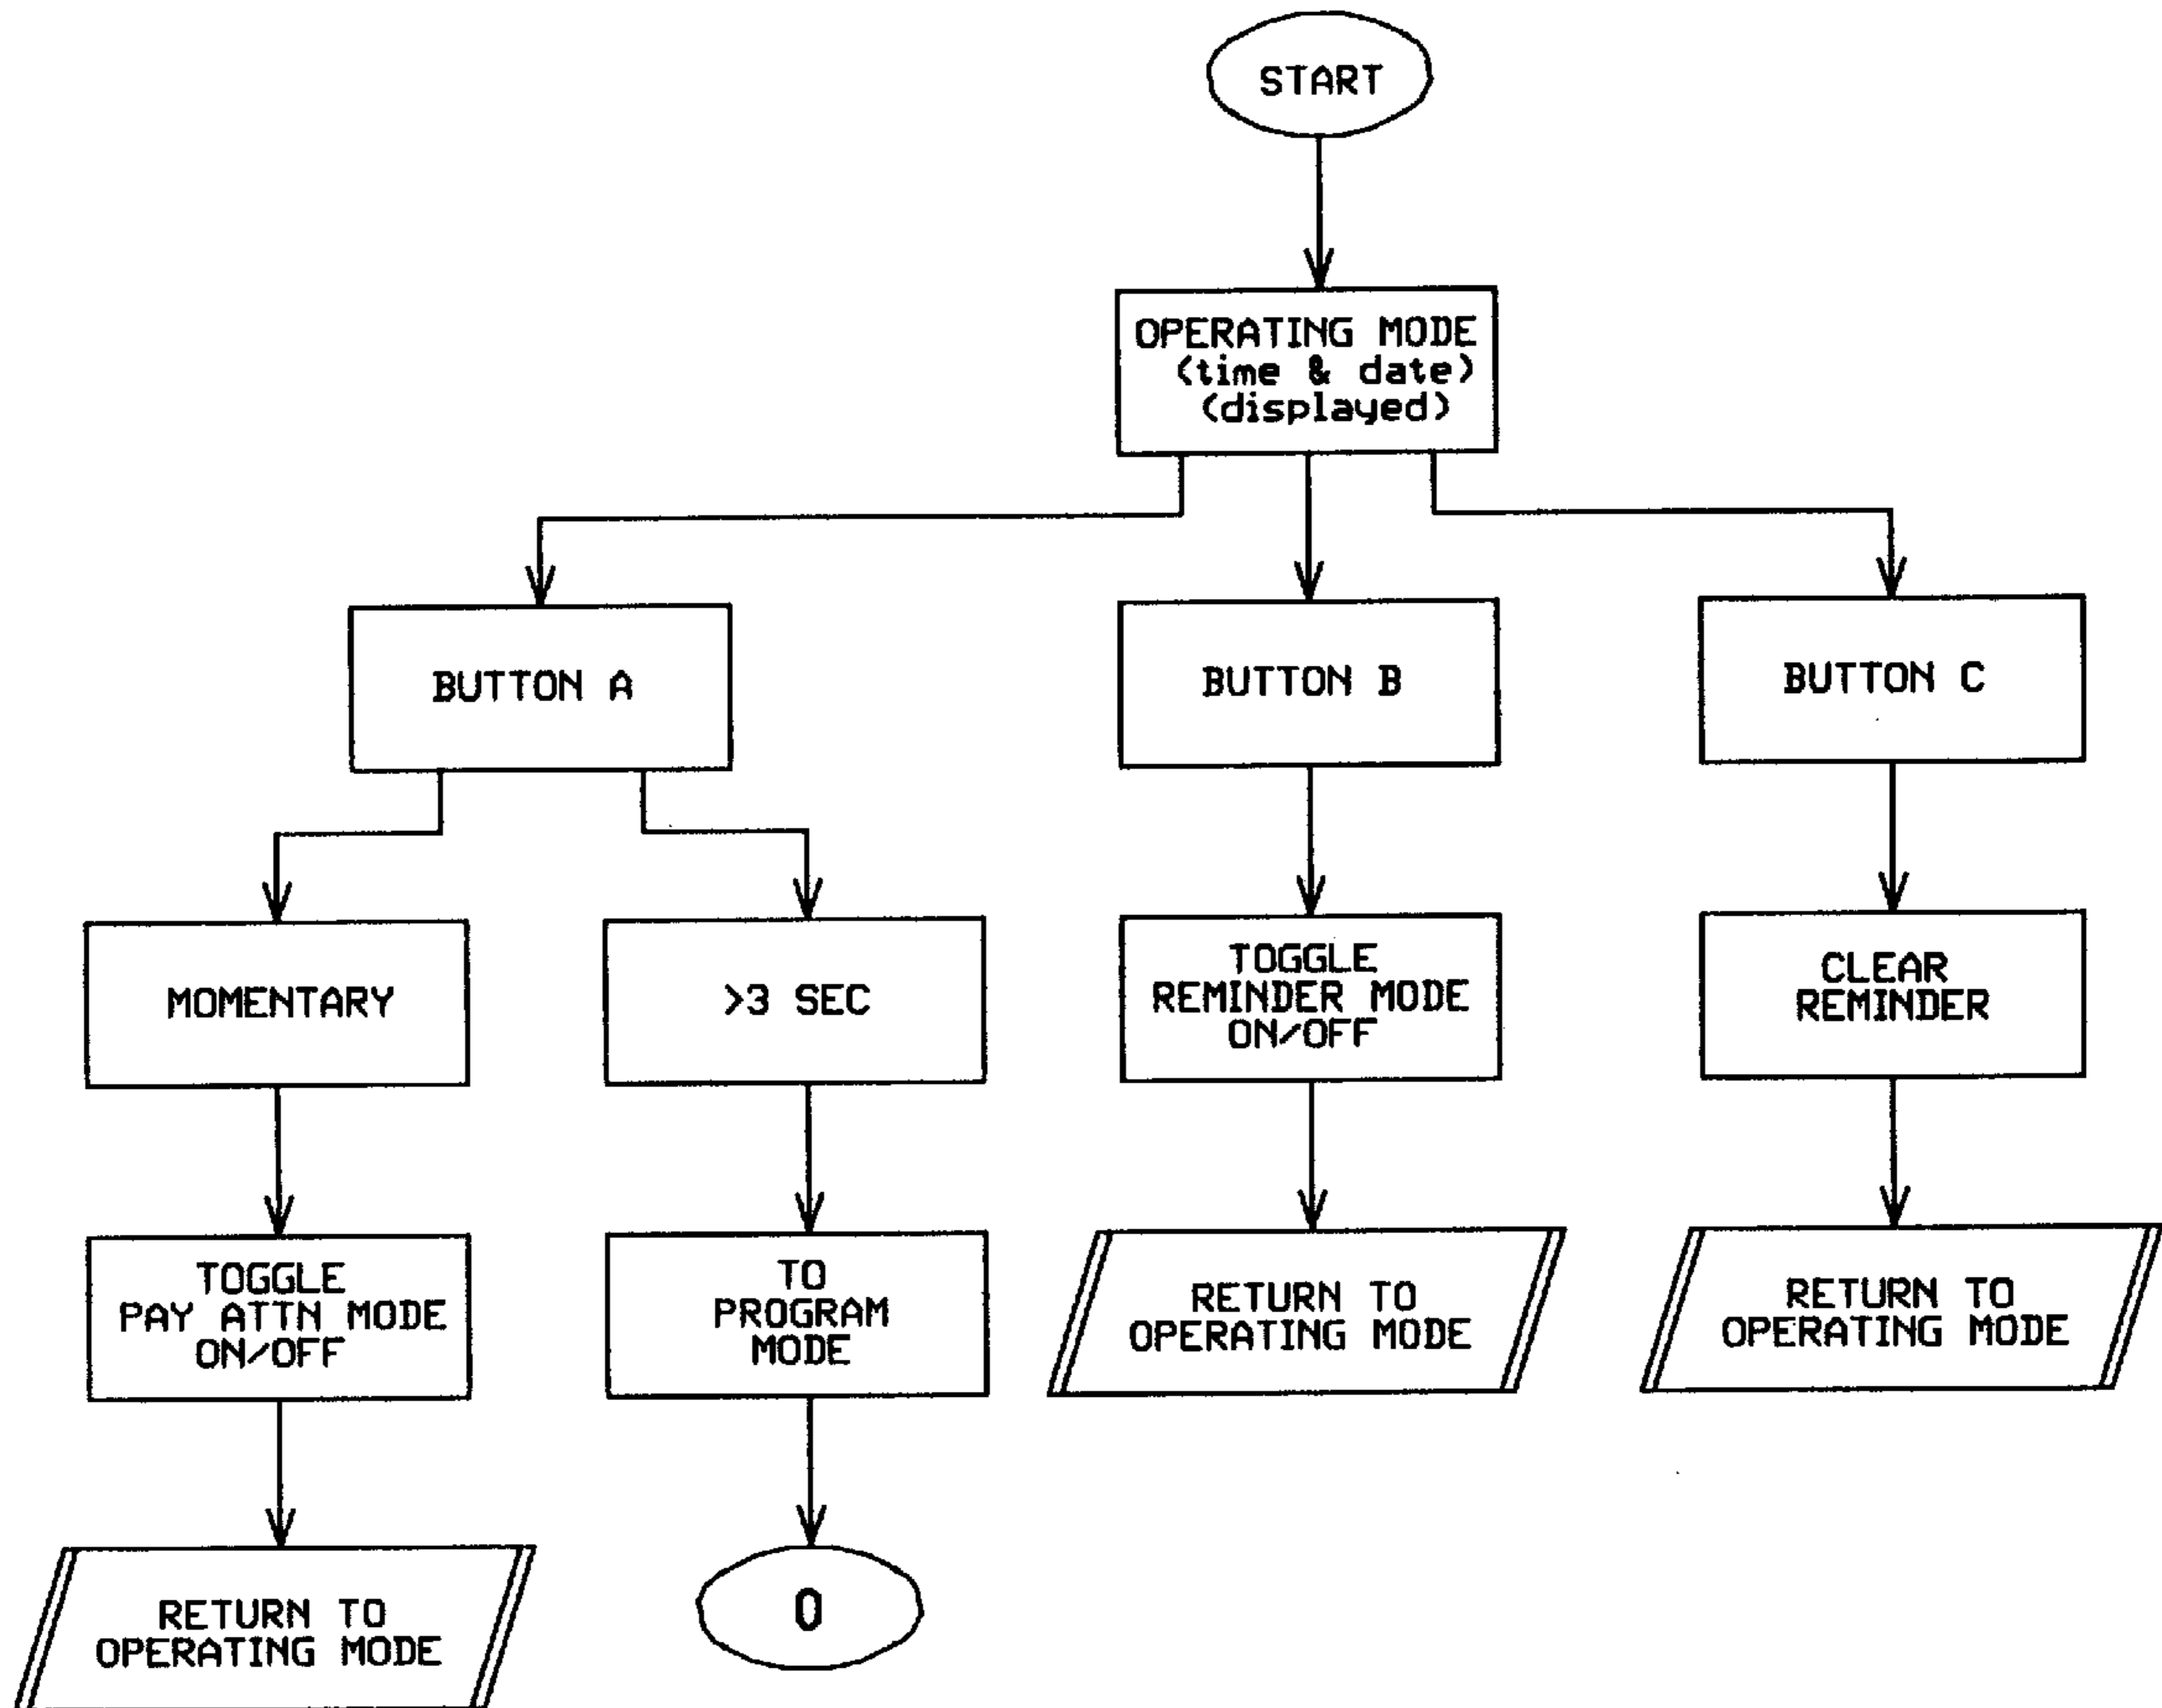 START
OPERATING MODE
(time & date)
(displayed)
BUTTON A
BUTTON B
BUTTON C
MOMENTARY
>3 SEC
TOGGLE
REMINDER MODE
ON/OFF
CLEAR
REMINDER
TOGGLE
PAY ATTN MODE
ON/OFF
TO
PROGRAM
MODE
RETURN TO
OPERATING MODE
RETURN TO
OPERATING MODE
RETURN TO
OPERATING MODE
0